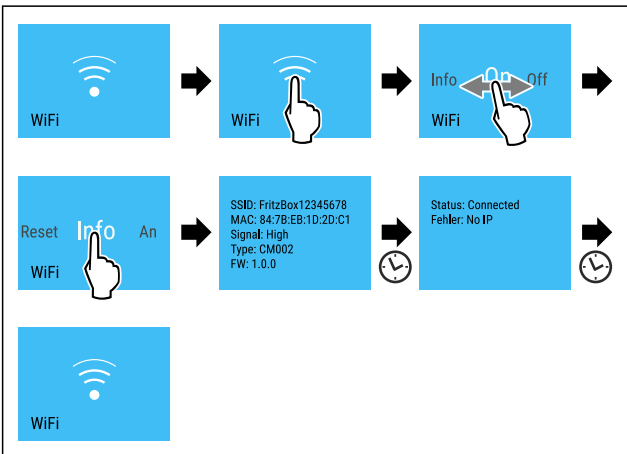 WiFi
WiFi
Info On Off
WiFi
Reset Info An
WiFi
SSID: FritzBox12345678
MAC: 84:7B:EB:1D:2D:C1
Signal: High
Type: CM002
FW: 1.0.0
Status: Connected
Fehler: No IP
WiFi